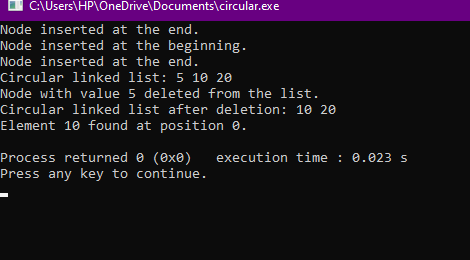 C:\Users\HP\OneDrive\Documents\circular.exe
Node inserted at the end.
Node inserted at the beginning.
Node inserted at the end.
Circular linked list: 5 10 20
Node with value 5 deleted from the list.
Circular linked list after deletion: 10 20
Element 10 found at position 0.
Process returned 0 (0x0)   execution time : 0.023 s
Press any key to continue.